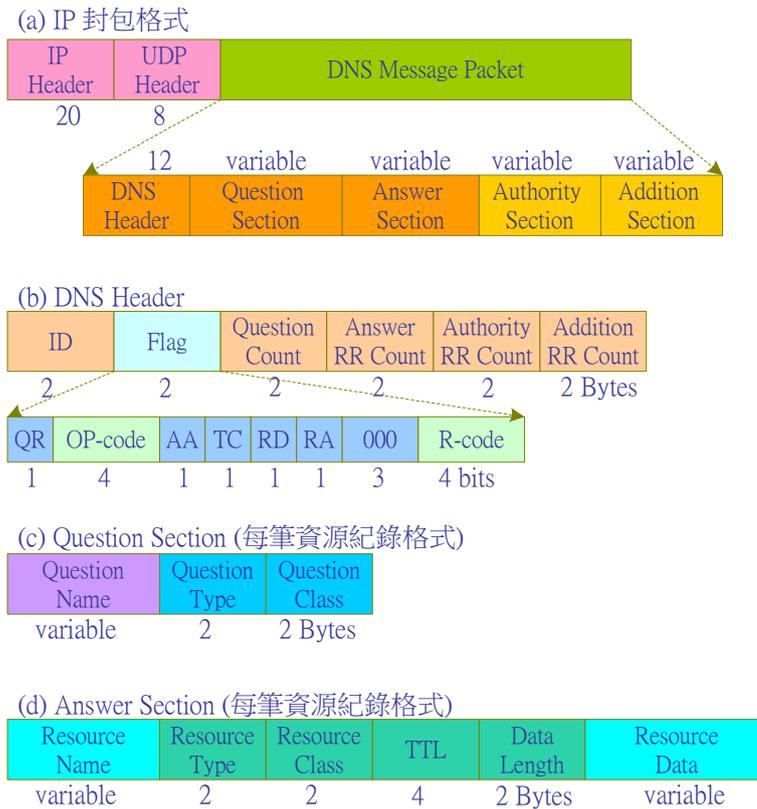 (a) IP 封包格式
IP Header UDP Header DNS Message Packet
20 8
12 variable variable variable variable
DNS Header Question Section Answer Section Authority Section Addition Section
(b) DNS Header
ID Flag Question Count Answer RR Count Authority RR Count Addition RR Count
2 2 2 2 2 2 Bytes
QR OP-code AA TC RD RA 000 R-code
1 4 1 1 1 1 3 4 bits
(c) Question Section (每筆資源紀錄格式)
Question Name Question Type Question Class
variable 2 2 Bytes
(d) Answer Section (每筆資源紀錄格式)
Resource Name Resource Type Resource Class TTL Data Length Resource Data
variable 2 2 4 2 Bytes variable